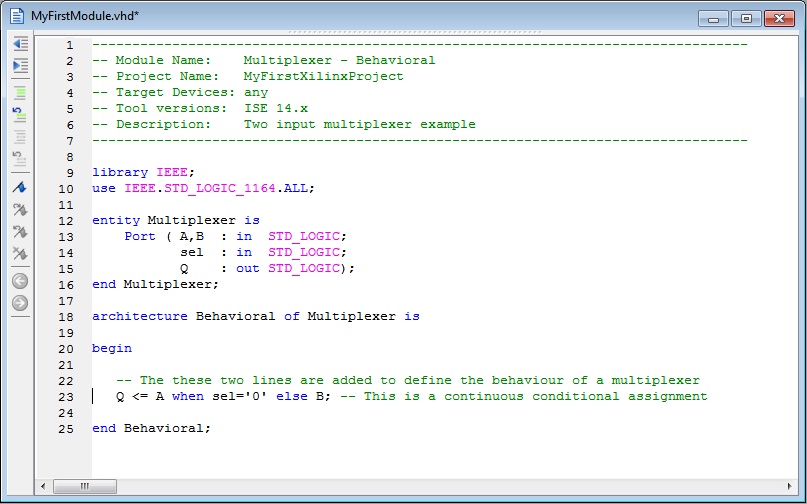 MyFirstModule.vhd*
1 --------------------------------------------------------------------------------
2 -- Module Name:    Multiplexer - Behavioral
3 -- Project Name:   MyFirstXilinxProject
4 -- Target Devices: any
5 -- Tool versions:  ISE 14.x
6 -- Description:    Two input multiplexer example
7 --------------------------------------------------------------------------------
8
9 library IEEE;
10 use IEEE.STD_LOGIC_1164.ALL;
11
12 entity Multiplexer is
13     Port ( A,B  : in  STD_LOGIC;
14            sel  : in  STD_LOGIC;
15            Q    : out STD_LOGIC);
16 end Multiplexer;
17
18 architecture Behavioral of Multiplexer is
19
20 begin
21
22    -- The these two lines are added to define the behaviour of a multiplexer
23    Q <= A when sel='0' else B; -- This is a continuous conditional assignment
24
25 end Behavioral;